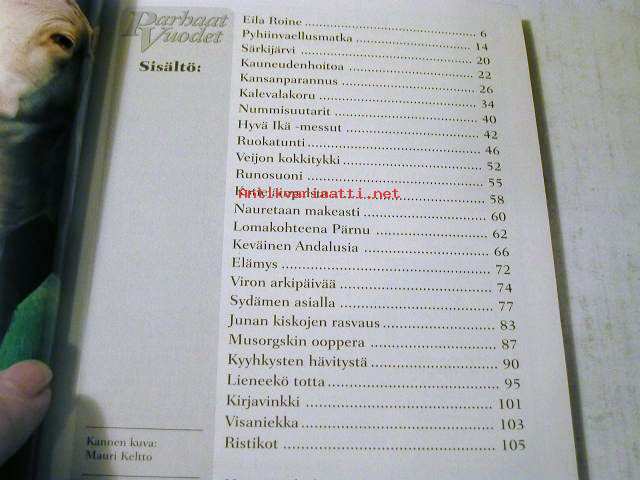 Parhaat
Vuodet
Sisältö:
Eila Roine 6
Pyhiinvaellusmatka 14
Särkijärvi 20
Kauneudenhoitoa 22
Kansanparannus 26
Kalevalakoru 34
Nummisuutarit 40
Hyvä Ikä -messut 42
Ruokatunti 46
Veijon kokkitykki 52
Runosuoni 55
antikvariaatti.net
58
Nauretaan makeasti 60
Lomakohteena Pärnu 62
Keväinen Andalusia 66
Elämys 72
Viron arkipäivää 74
Sydämen asialla 77
Junan kiskojen rasvaus 83
Musorgskin ooppera 87
Kyyhkysten hävitystä 90
Lieneekö totta 95
Kirjavinkki 101
Visaniekka 103
Ristikot 105
Kannen kuva:
Mauri Keltto